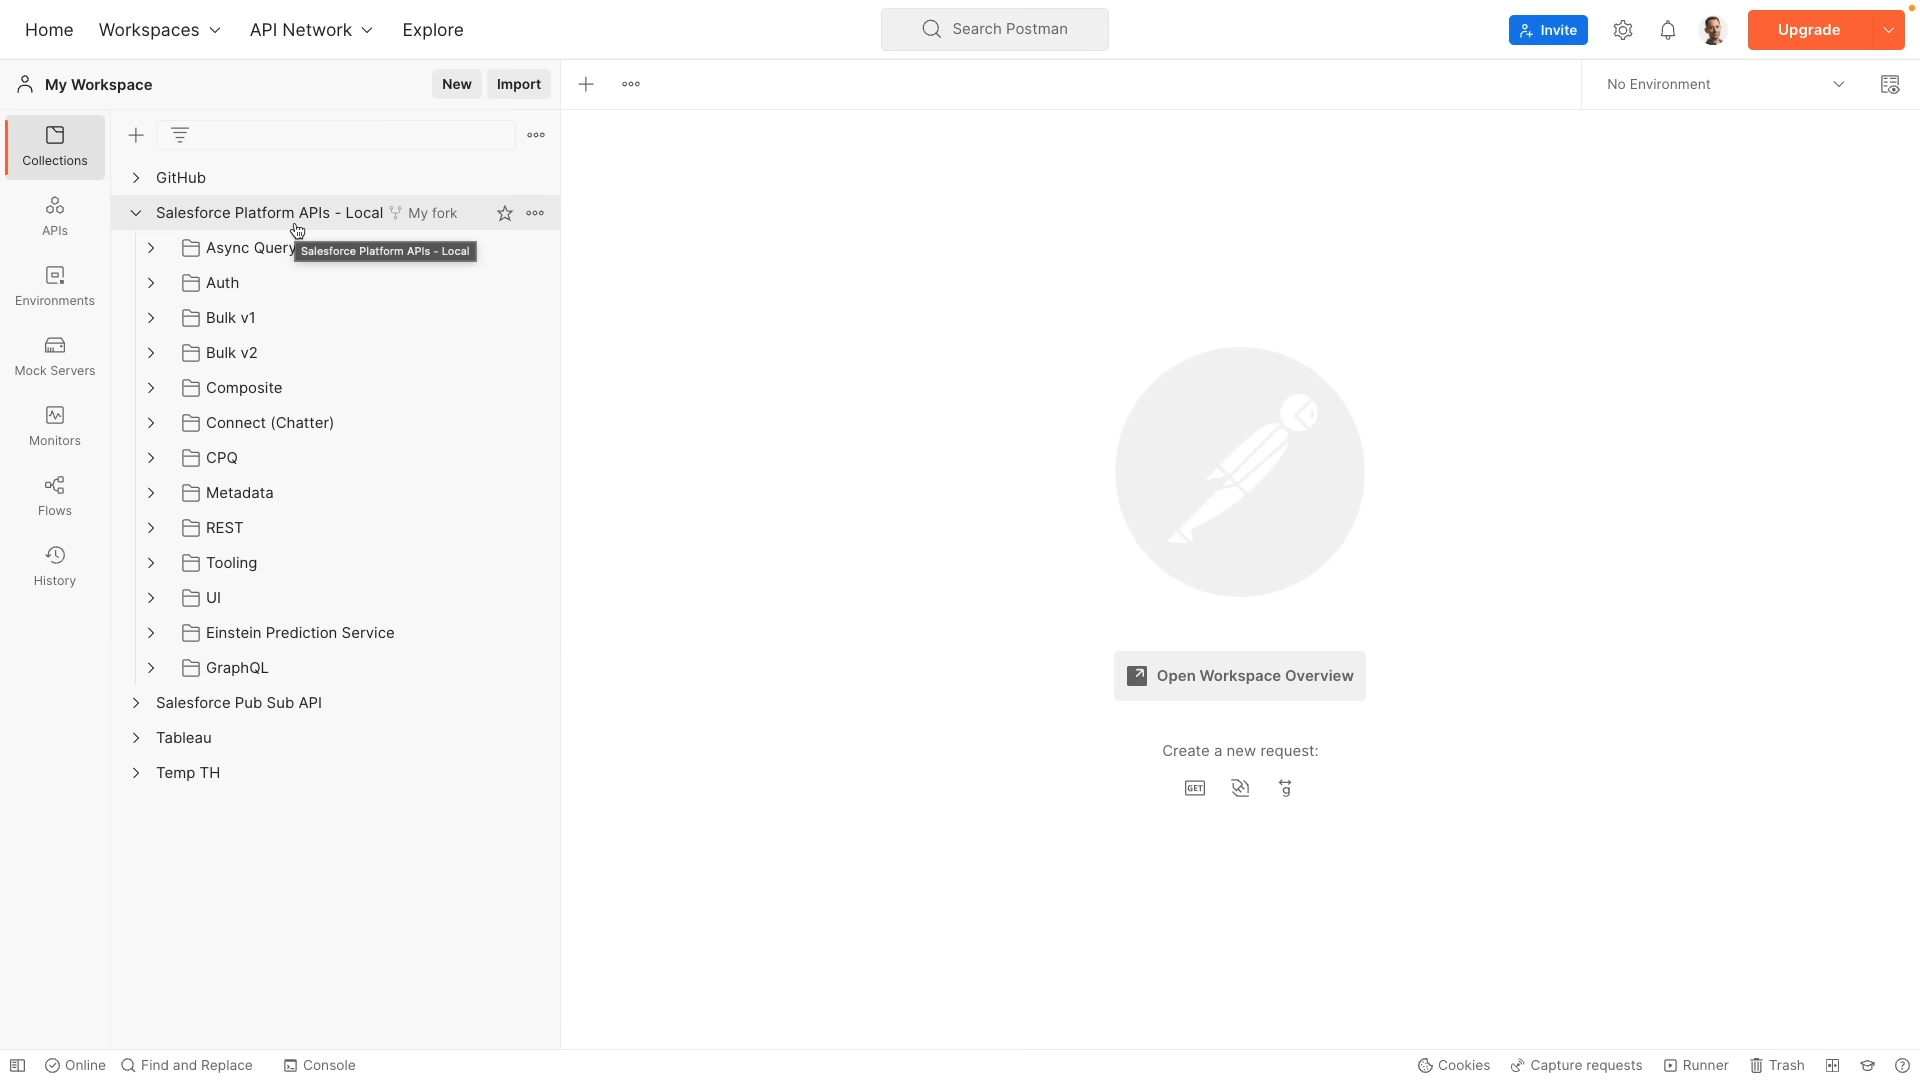 Home
Workspaces
API Network
Explore
Search Postman
Invite
Upgrade
My Workspace
New
Import
No Environment
Collections
APIs
Environments
Mock Servers
Monitors
Flows
History
GitHub
Salesforce Platform APIs - Local My fork
Async Query
Salesforce Platform APIs - Local
Auth
Bulk v1
Bulk v2
Composite
Connect (Chatter)
CPQ
Metadata
REST
Tooling
UI
Einstein Prediction Service
GraphQL
Salesforce Pub Sub API
Tableau
Temp TH
Open Workspace Overview
Create a new request:
GET
g
Online
Find and Replace
Console
Cookies
Capture requests
Runner
Trash